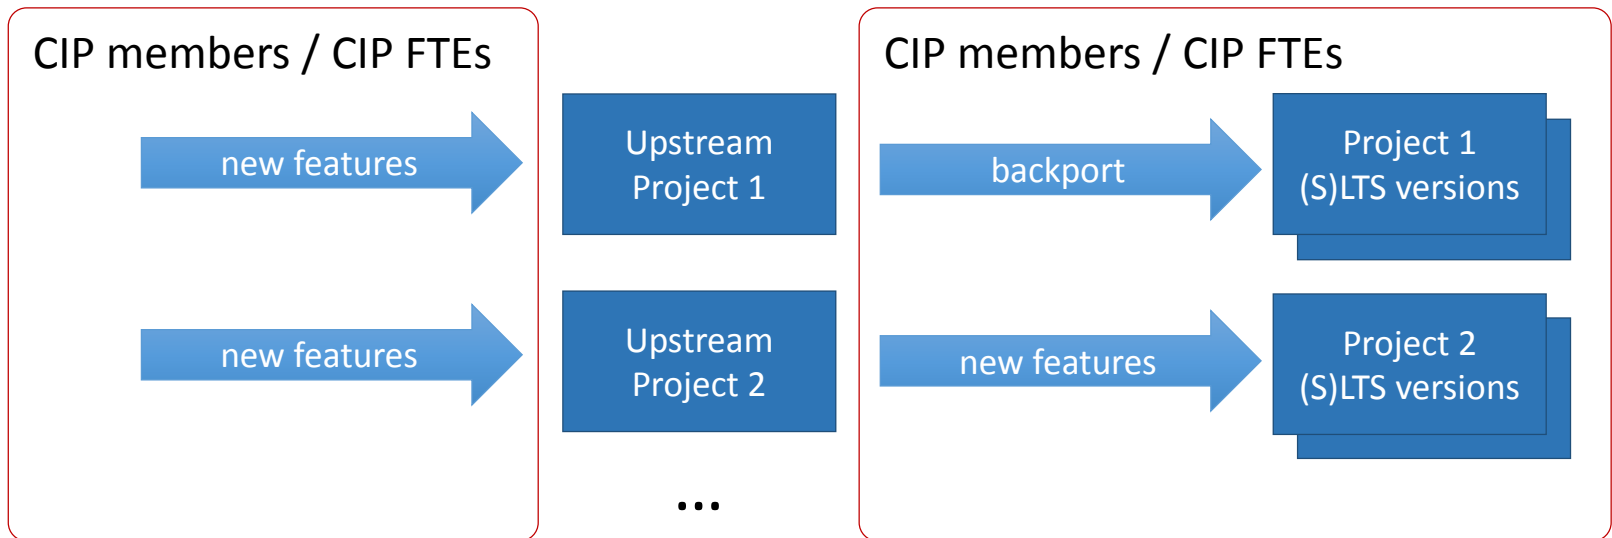 CIP members / CIP FTEs
new features
new features
Upstream
Project 1
Upstream
Project 2
...
CIP members / CIP FTEs
backport
new features
Project 1
(S)LTS versions
Project 2
(S)LTS versions